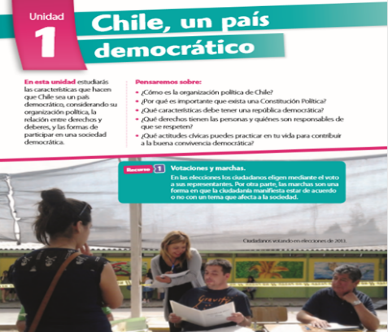 Unidad
1
Chile, un país
democrático
En esta unidad estudiarás
las características que hacen
que Chile sea un país
democrático, considerando su
organización política, la
relación entre derechos y
deberes, y las formas de
participar en una sociedad
democrática.
Pensaremos sobre:
• ¿Cómo es la organización política de Chile?
• ¿Por qué es importante que exista una Constitución Política?
• ¿Qué características debe tener una república democrática?
• ¿Qué derechos tienen las personas y quiénes son responsables de
que se respeten?
• ¿Qué actitudes cívicas puedes practicar en tu vida para contribuir
a la buena convivencia democrática?
Recurso 1 Votaciones y marchas.
En las elecciones los ciudadanos eligen mediante el voto
a sus representantes. Por otra parte, las marchas son una
forma en que la ciudadanía manifiesta estar de acuerdo
o no con un tema que afecta a la sociedad.
Ciudadanos votando en elecciones de 2013.